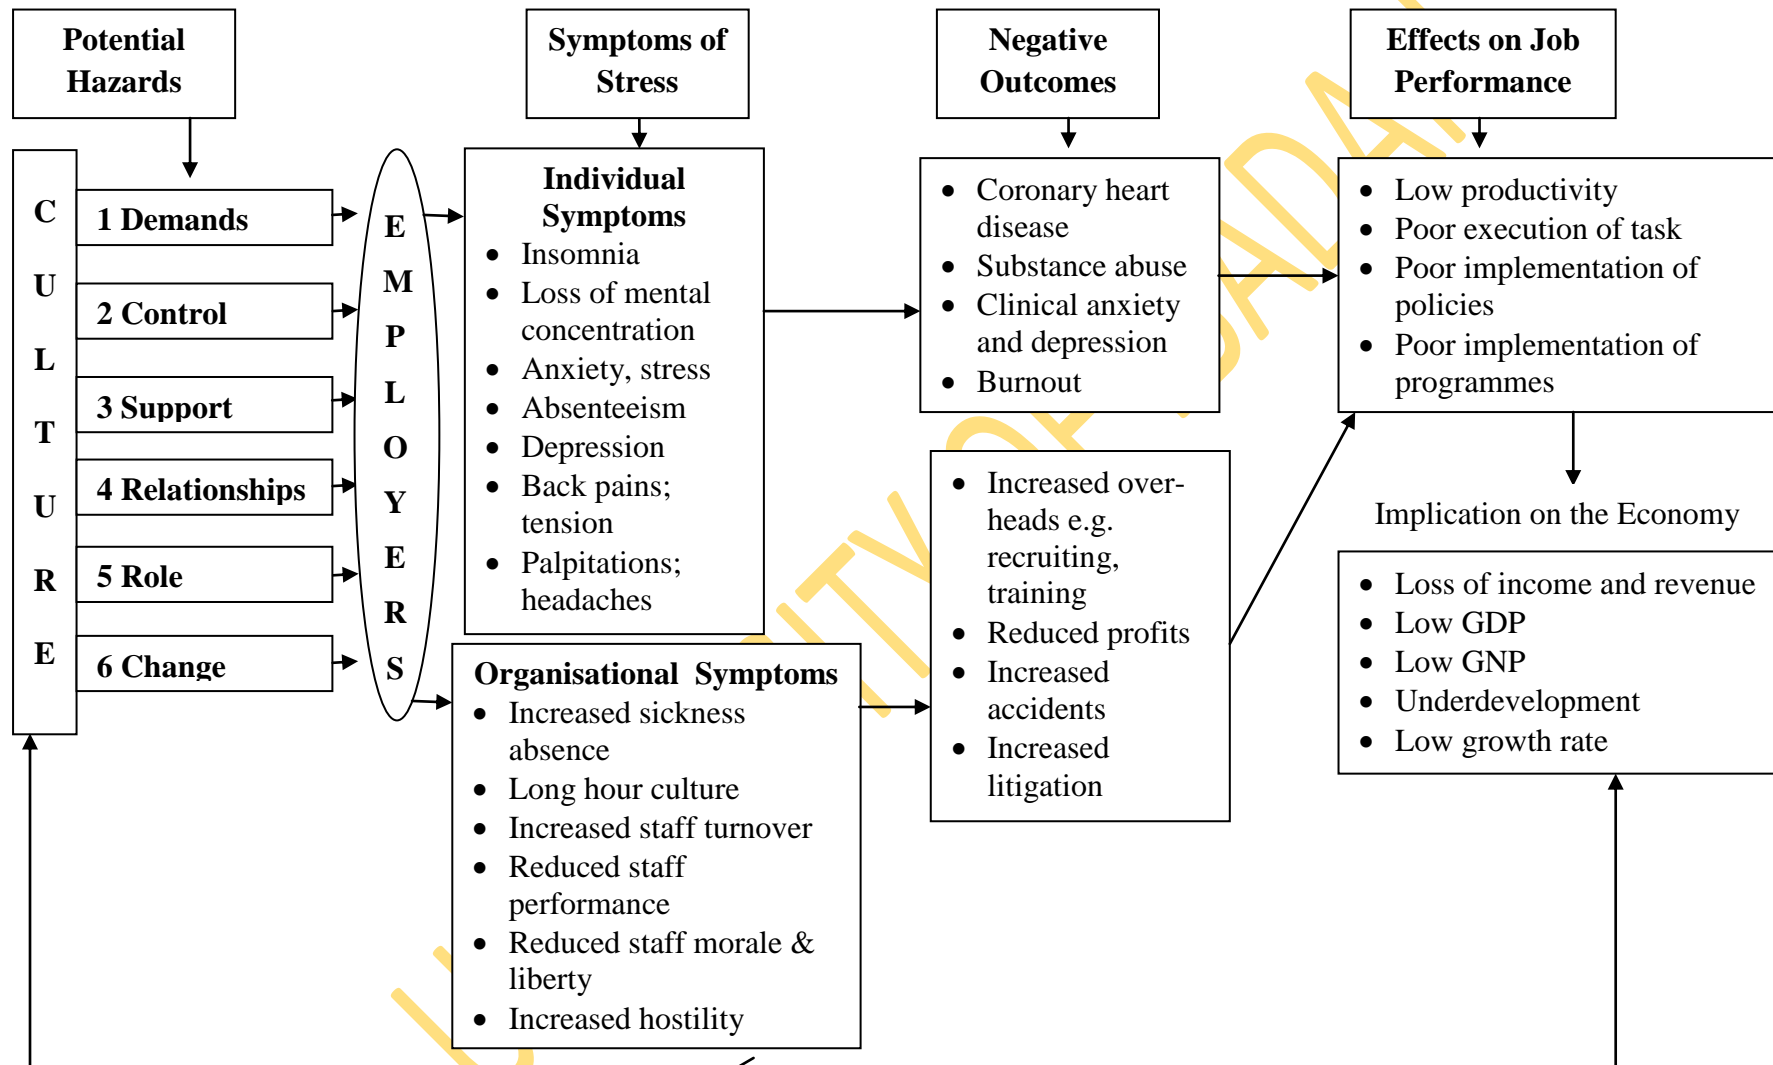 Potential
Hazards
Symptoms of
Stress
Negative
Outcomes
Effects on Job
Performance
CULTURE
1 Demands
2 Control
3 Support
4 Relationships
5 Role
6 Change
EMPLOYERS
Individual
Symptoms
• Insomnia
• Loss of mental
concentration
• Anxiety, stress
• Absenteeism
• Depression
• Back pains;
tension
• Palpitations;
headaches
Organisational Symptoms
• Increased sickness
absence
• Long hour culture
• Increased staff turnover
• Reduced staff
performance
• Reduced staff morale &
liberty
• Increased hostility
• Coronary heart
disease
• Substance abuse
• Clinical anxiety
and depression
• Burnout
• Increased over-
heads e.g.
recruiting,
training
• Reduced profits
• Increased
accidents
• Increased
litigation
• Low productivity
• Poor execution of task
• Poor implementation of
policies
• Poor implementation of
programmes
Implication on the Economy
• Loss of income and revenue
• Low GDP
• Low GNP
• Underdevelopment
• Low growth rate